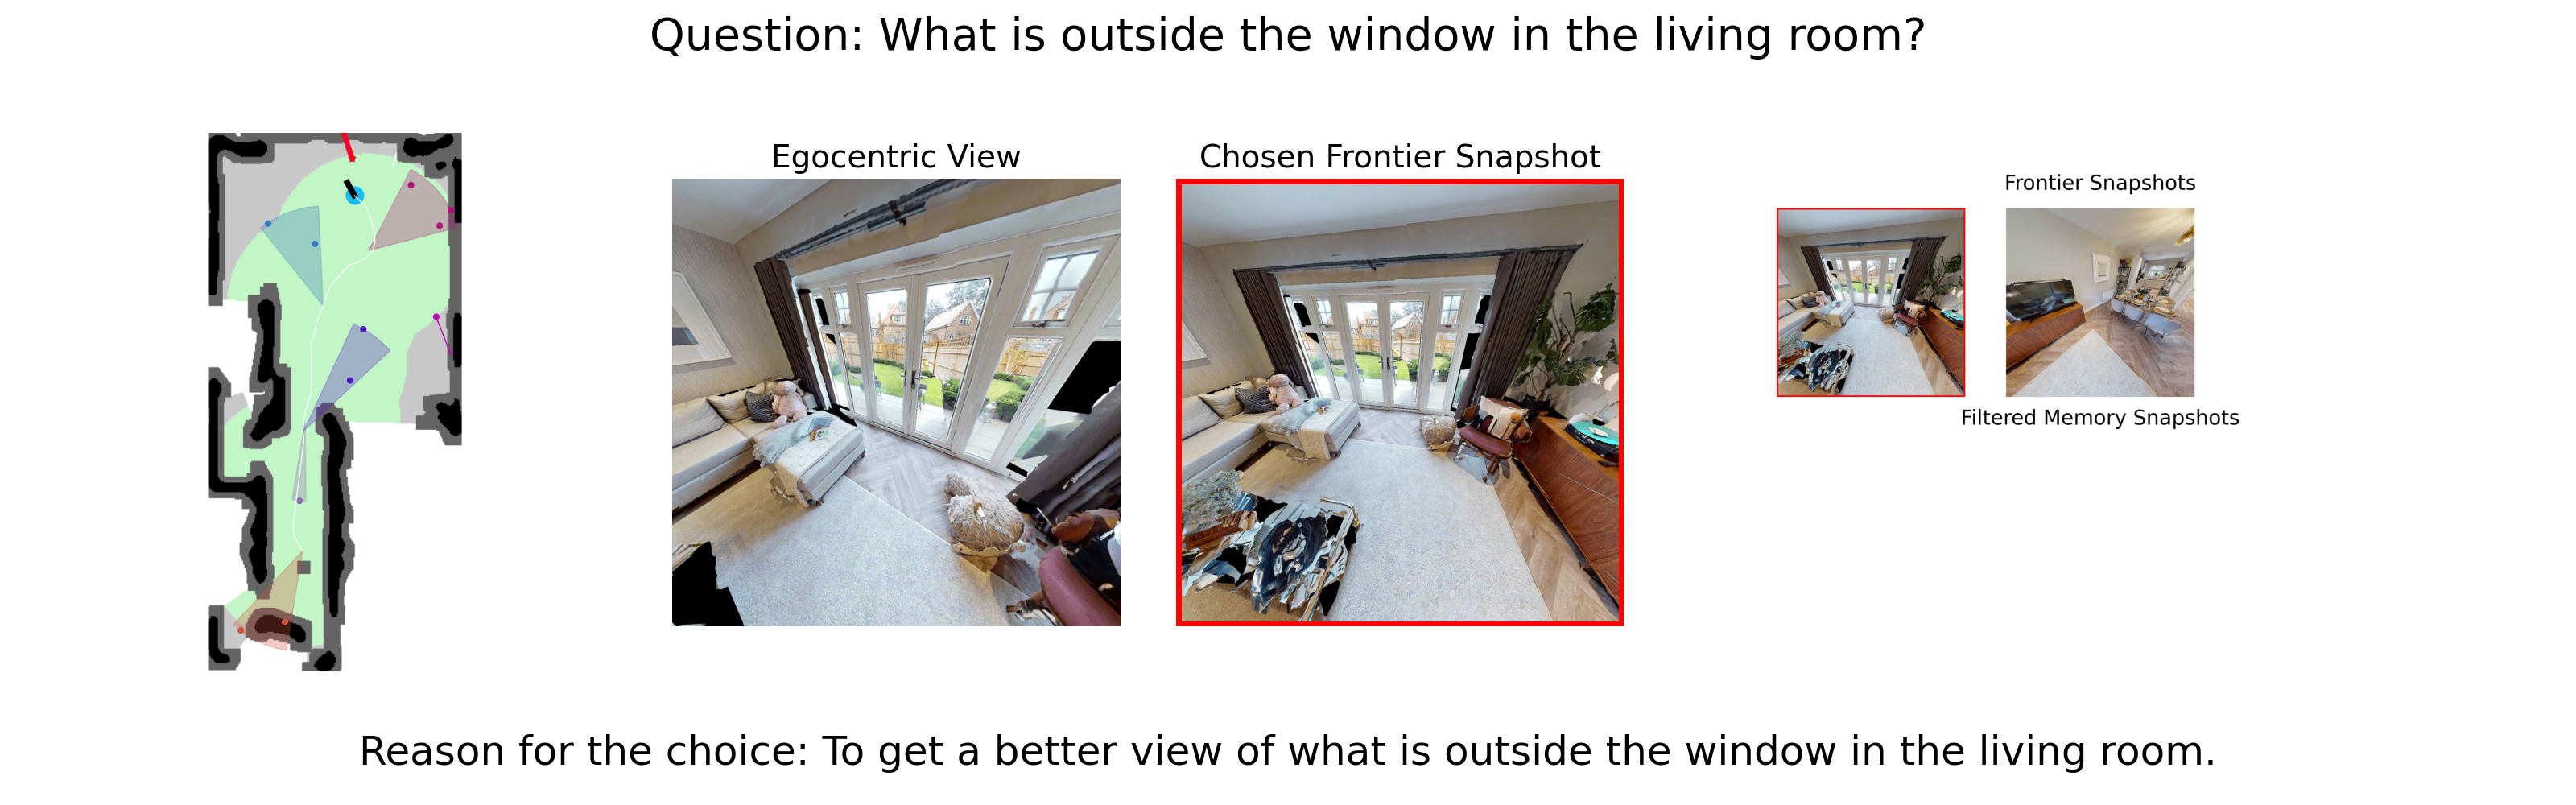 Question: What is outside the window in the living room?
Egocentric View
Chosen Frontier Snapshot
Frontier Snapshots
Filtered Memory Snapshots
Reason for the choice: To get a better view of what is outside the window in the living room.